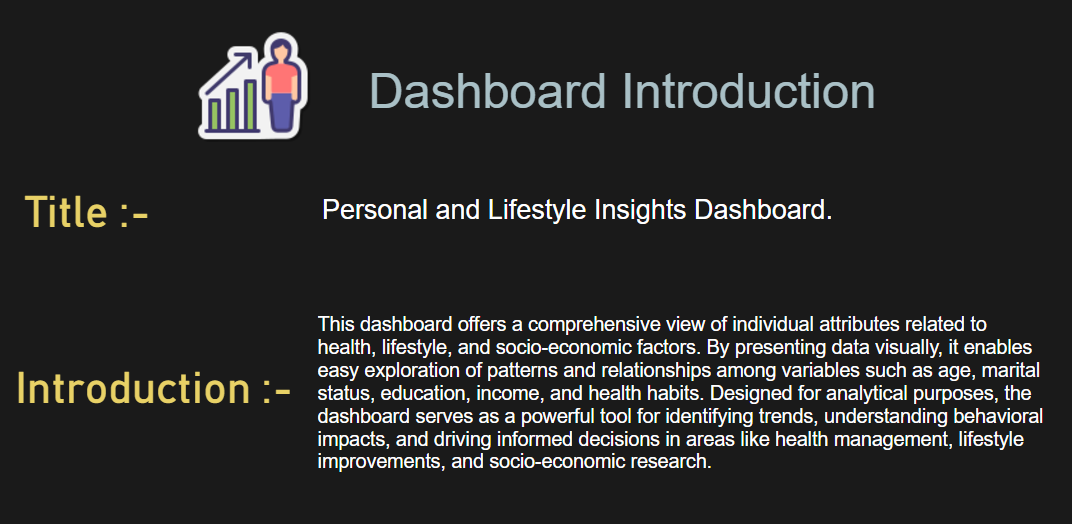 Dashboard Introduction
Title :-
Personal and Lifestyle Insights Dashboard.
Introduction :-
This dashboard offers a comprehensive view of individual attributes related to
health, lifestyle, and socio-economic factors. By presenting data visually, it enables
easy exploration of patterns and relationships among variables such as age, marital
status, education, income, and health habits. Designed for analytical purposes, the
dashboard serves as a powerful tool for identifying trends, understanding behavioral
impacts, and driving informed decisions in areas like health management, lifestyle
improvements, and socio-economic research.